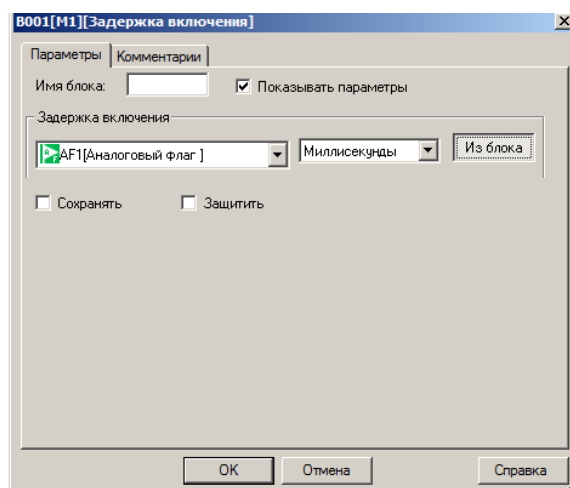 B001[M1][Задержка включения]
Параметры Комментарии
Имя блока: Показывать параметры
Задержка включения
AF1[Аналоговый флаг ] Миллисекунды Из блока
Сохранять Защитить
OK Отмена Справка